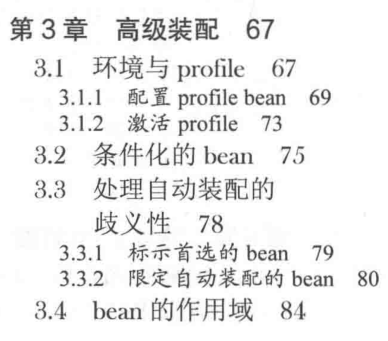 第3章 高级装配 67
3.1 环境与 profile 67
3.1.1 配置 profile bean 69
3.1.2 激活 profile 73
3.2 条件化的 bean 75
3.3 处理自动装配的
歧义性 78
3.3.1 标示首选的 bean 79
3.3.2 限定自动装配的 bean 80
3.4 bean 的作用域 84